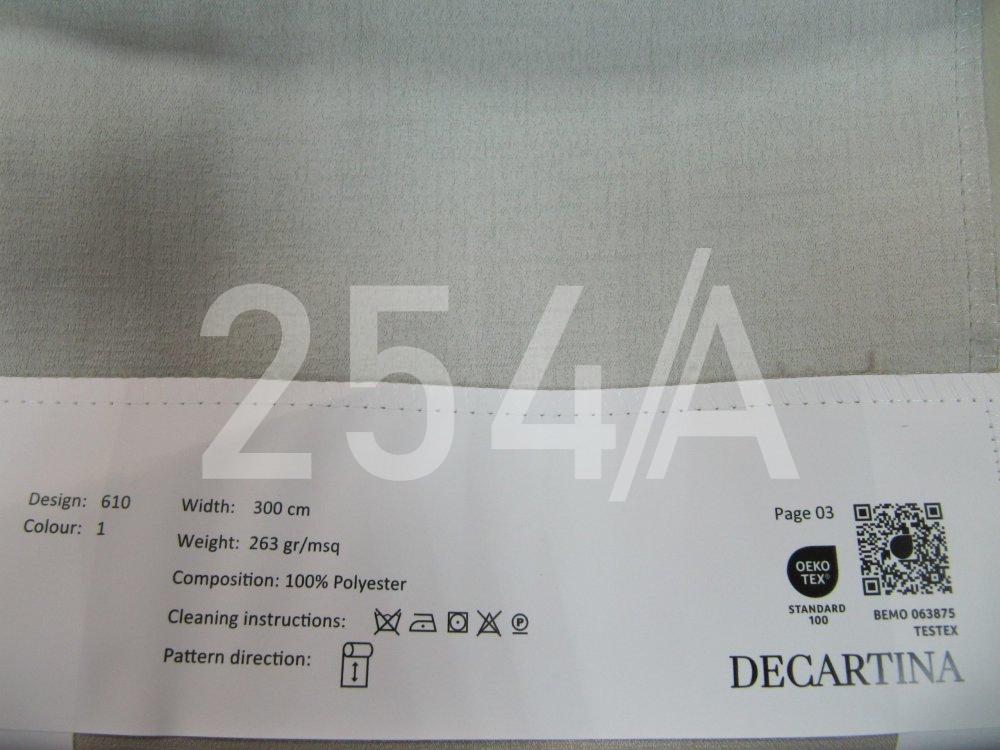 254/A
Design: 610
Colour: 1
Width: 300 cm
Weight: 263 gr/msq
Composition: 100% Polyester
Cleaning instructions:
P
Pattern direction:
Page 03
OEKO
TEX®
STANDARD
100
BEMO 063875
TESTEX
DECARTINA